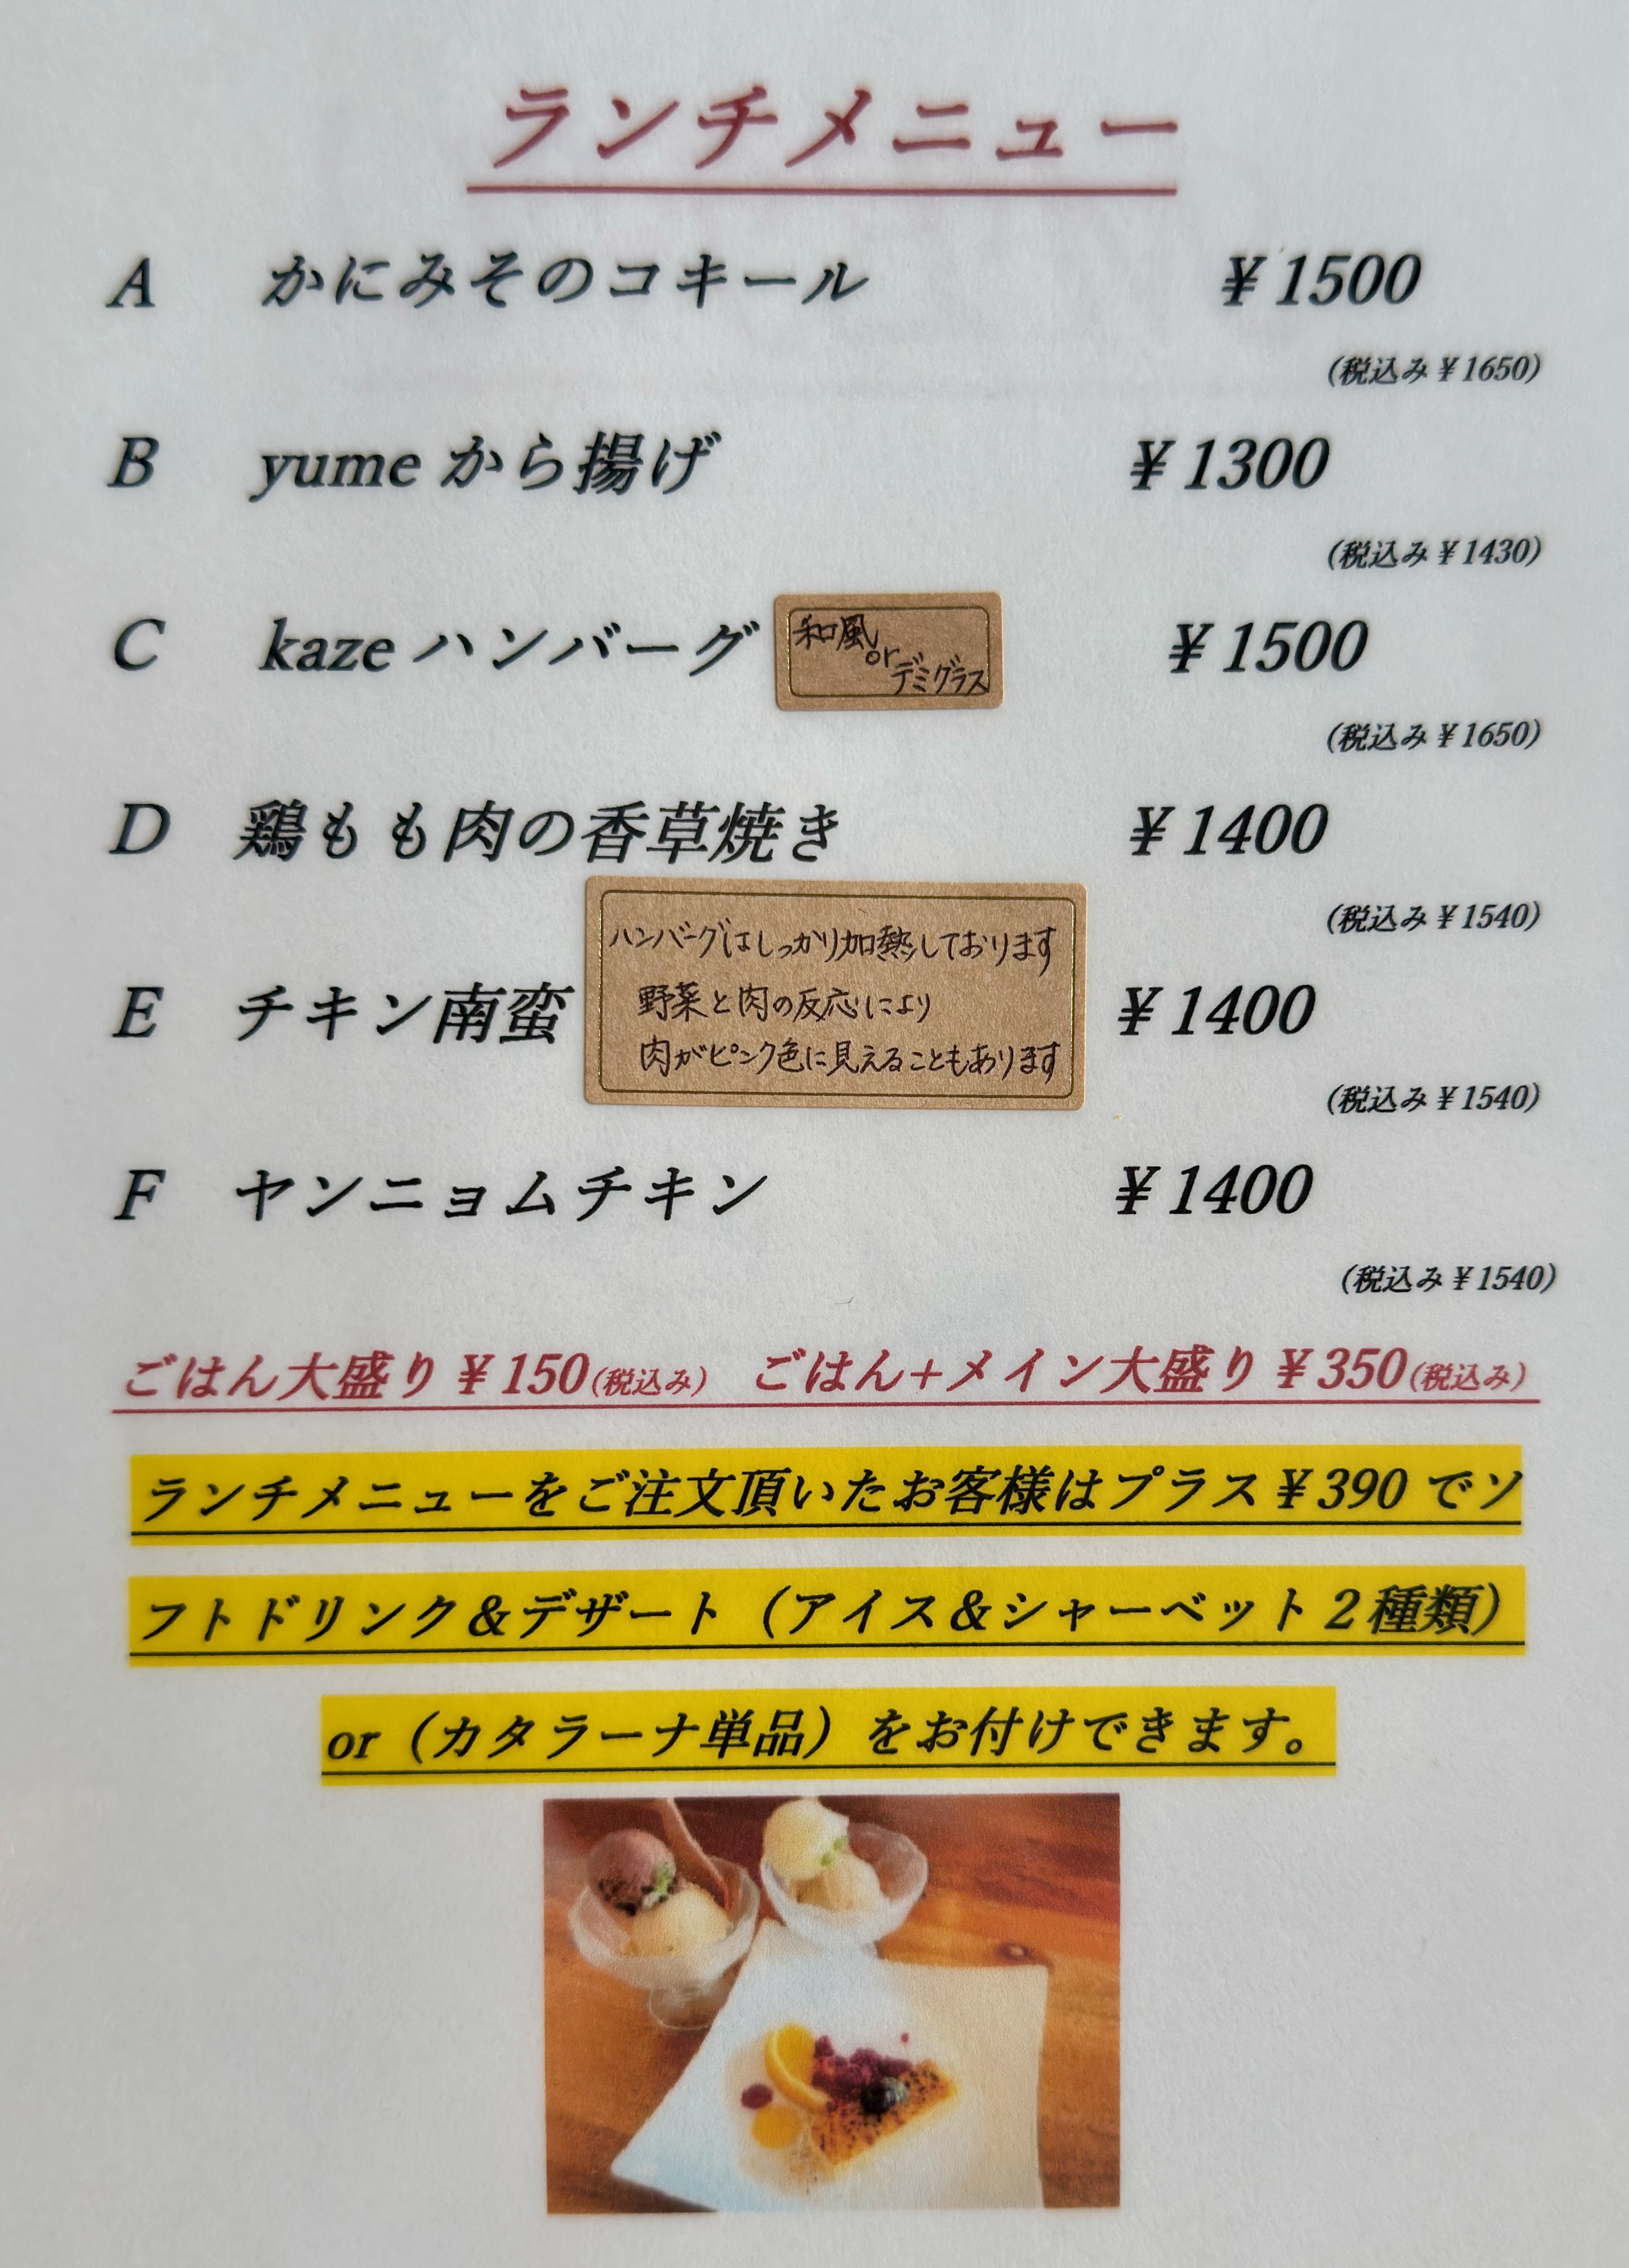 ランチメニュー
A かにみそのコキール ¥1500
(税込み¥1650)
B yumeから揚げ ¥1300
(税込み¥1430)
C kazeハンバーグ 和風orデミグラス ¥1500
(税込み¥1650)
D 鶏もも肉の香草焼き ¥1400
(税込み¥1540)
ハンバーグはしっかり加熱しております
野菜と肉の反応により
肉がピンク色に見えることもあります
E チキン南蛮 ¥1400
(税込み¥1540)
F ヤンニョムチキン ¥1400
(税込み¥1540)
ごはん大盛り¥150(税込み) ごはん+メイン大盛り¥350(税込み)
ランチメニューをご注文頂いたお客様はプラス¥390でソ
フトドリンク&デザート（アイス&シャーベット2種類）
or（カタラーナ単品）をお付けできます。